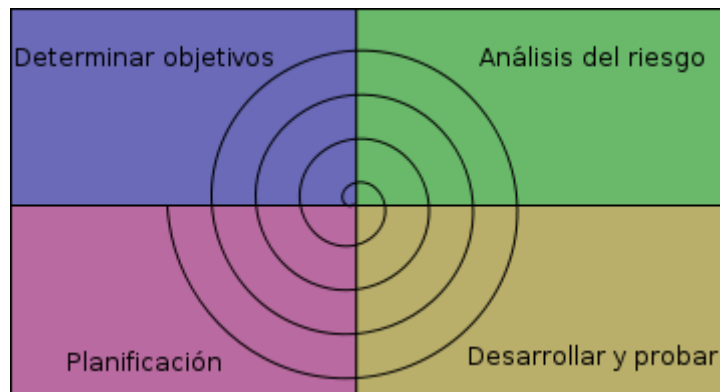 Determinar objetivos
Análisis del riesgo
Planificación
Desarrollar y probar